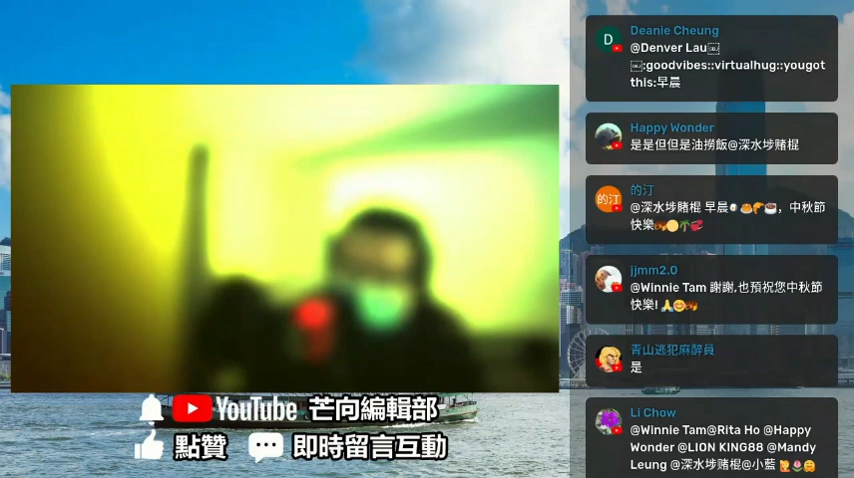 YouTube 芒向編輯部
點贊 即時留言互動
D
Deanie Cheung
@Denver Lau
:goodvibes::virtualhug::yougot
this:早晨
Happy Wonder
是是但但是油撈飯@深水埗賭棍
的汀
的汀
@深水埗賭棍 早晨，中秋節
快樂
jjmm2.0
@Winnie Tam 謝謝,也預祝您中秋節
快樂!
青山逃犯麻醉員
是
Li Chow
@Winnie Tam@Rita Ho @Happy
Wonder @LION KING88 @Mandy
Leung @深水埗賭棍@小藍